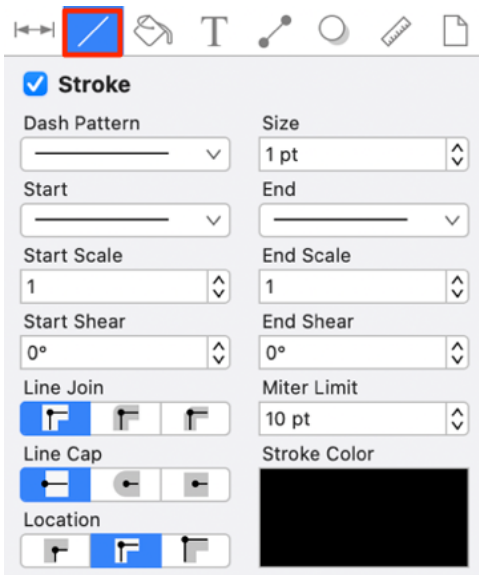 T
Stroke
Dash Pattern Size
1 pt
Start End
Start Scale End Scale
1 1
Start Shear End Shear
0° 0°
Line Join Miter Limit
10 pt
Line Cap Stroke Color
Location